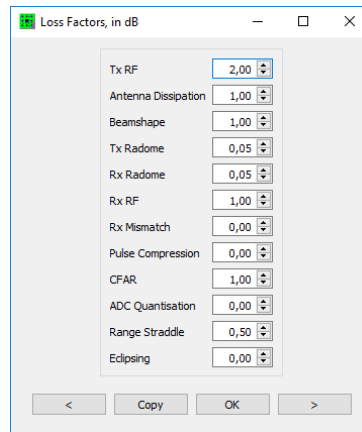 Loss Factors, in dB
Tx RF 2,00
Antenna Dissipation 1,00
Beamshape 1,00
Tx Radome 0,05
Rx Radome 0,05
Rx RF 1,00
Rx Mismatch 0,00
Pulse Compression 0,00
CFAR 1,00
ADC Quantisation 0,00
Range Straddle 0,50
Eclipsing 0,00
< Copy OK >